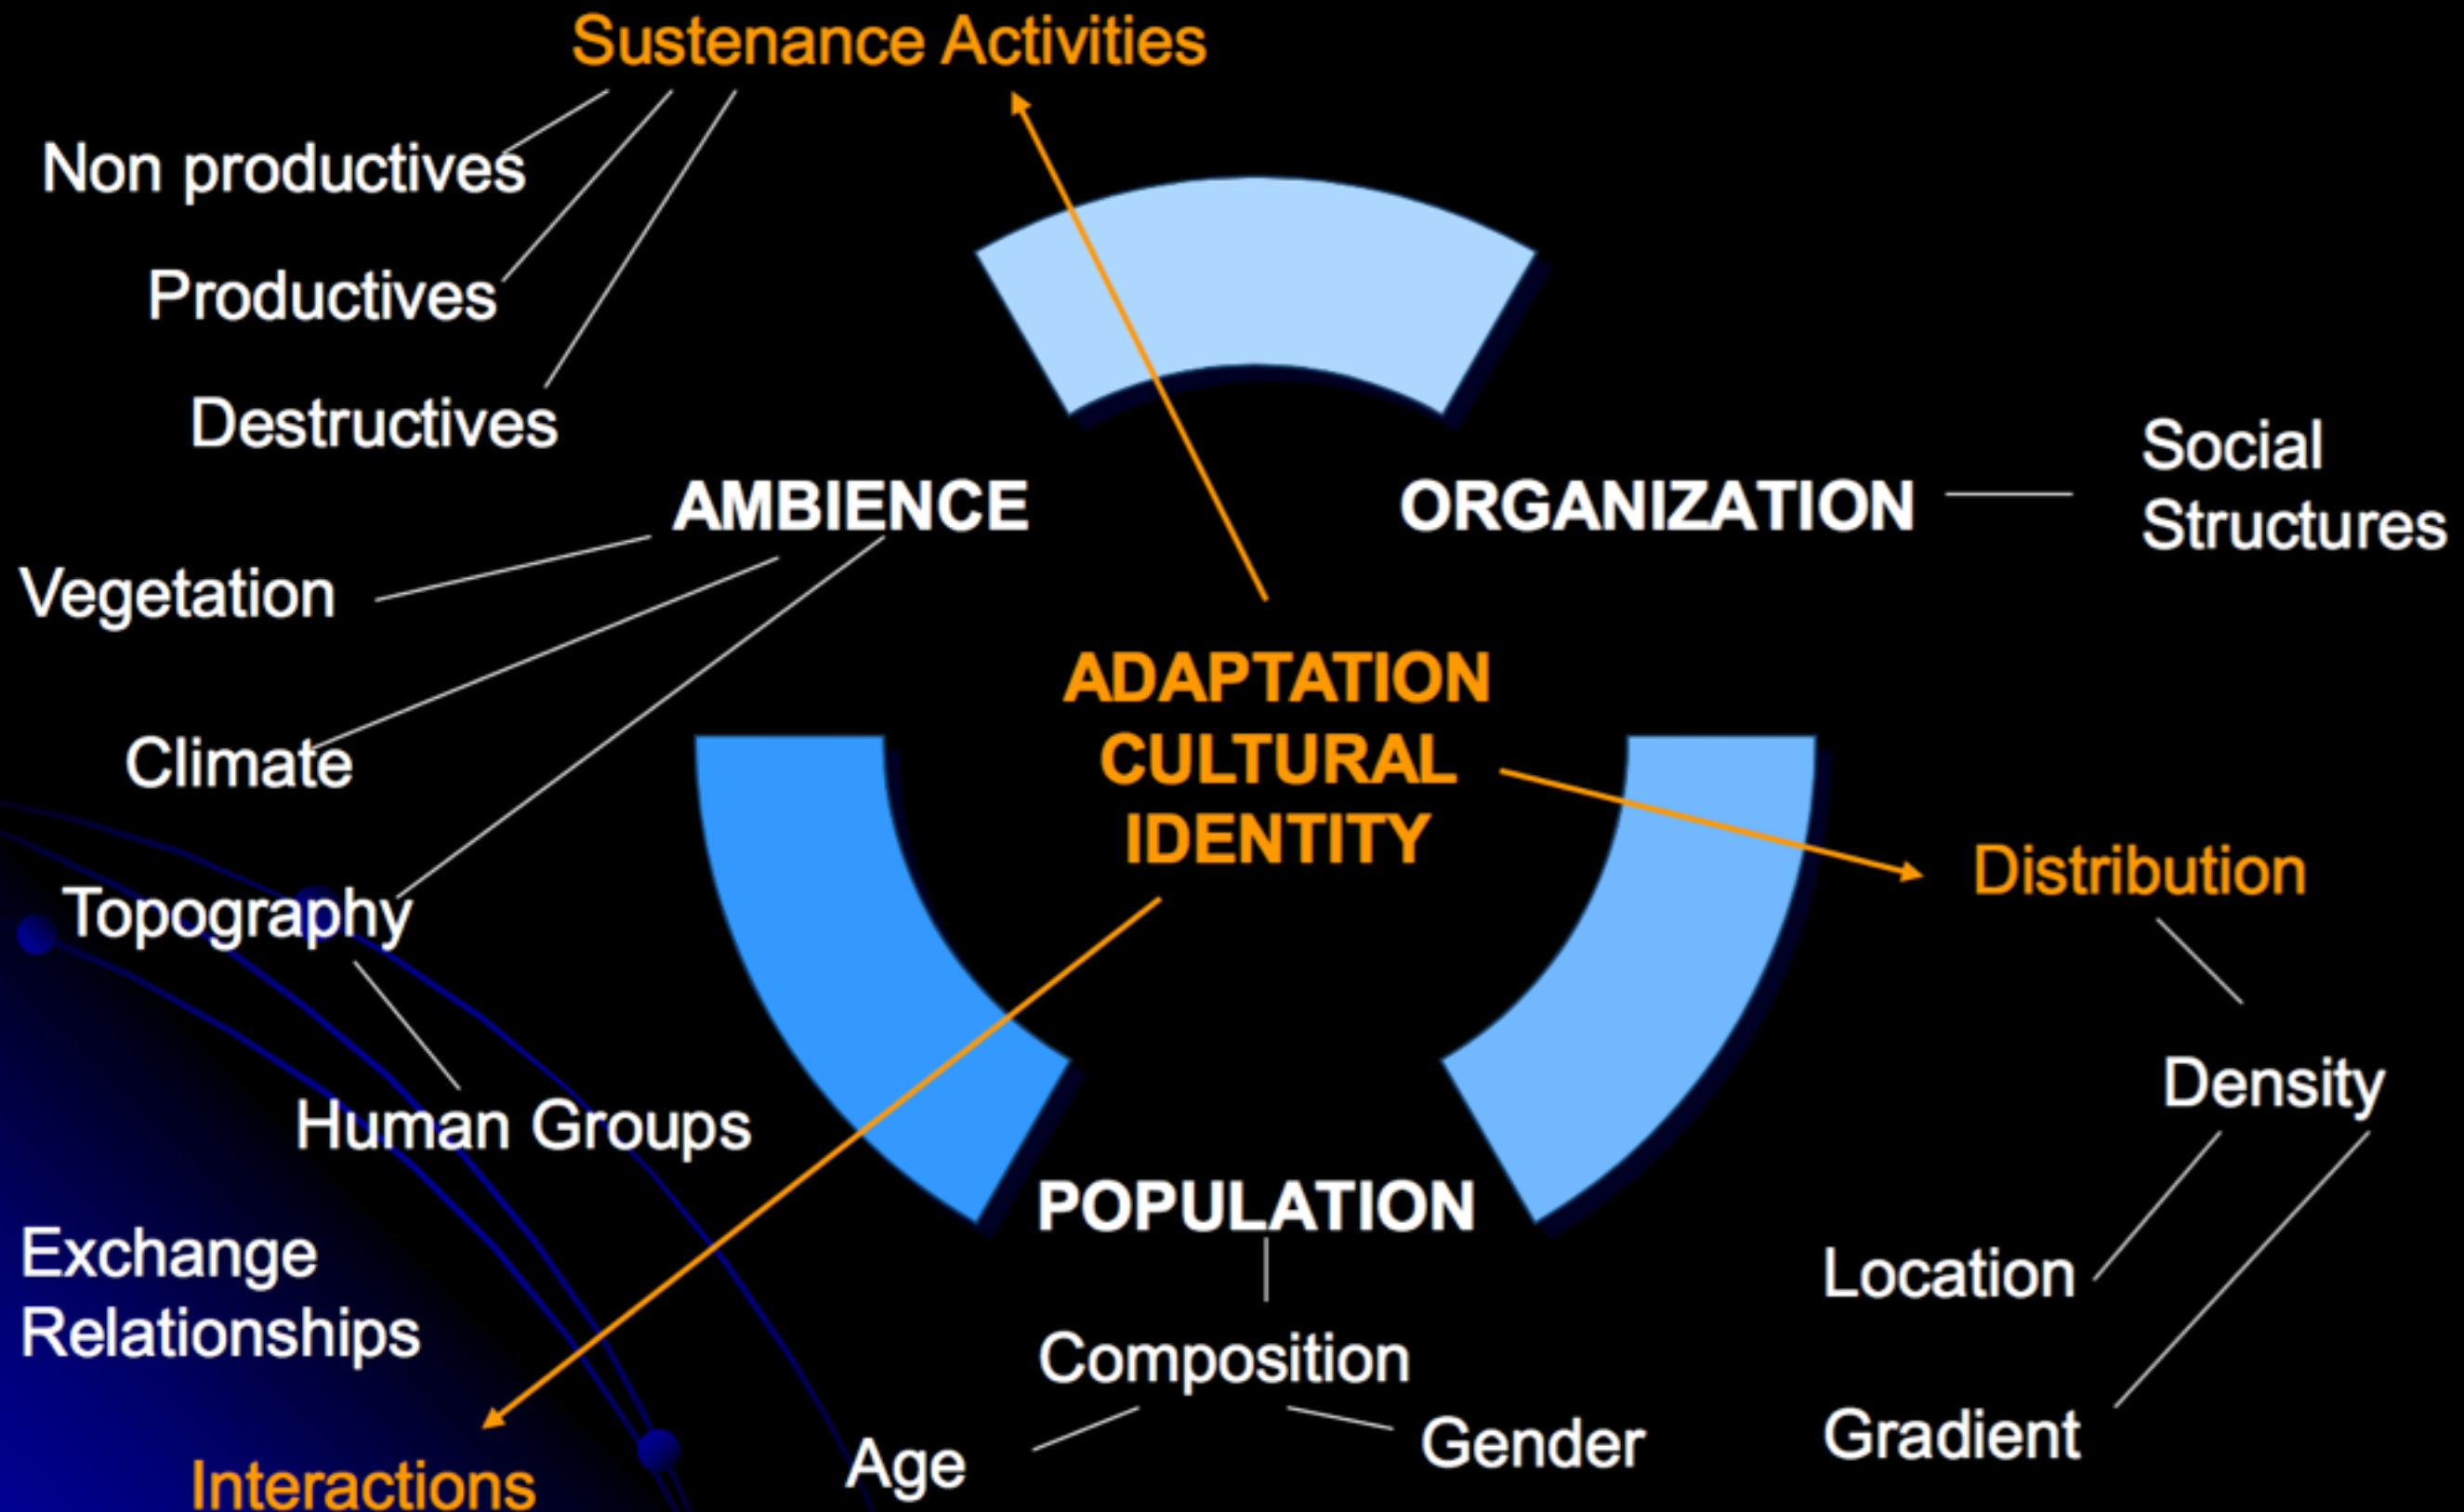 Sustenance Activities
Non productives
Productives
Destructives
AMBIENCE
ORGANIZATION
Social
Structures
Vegetation
Climate
Topography
Human Groups
ADAPTATION
CULTURAL
IDENTITY
Distribution
Density
Location
Gradient
POPULATION
Composition
Age
Gender
Exchange
Relationships
Interactions